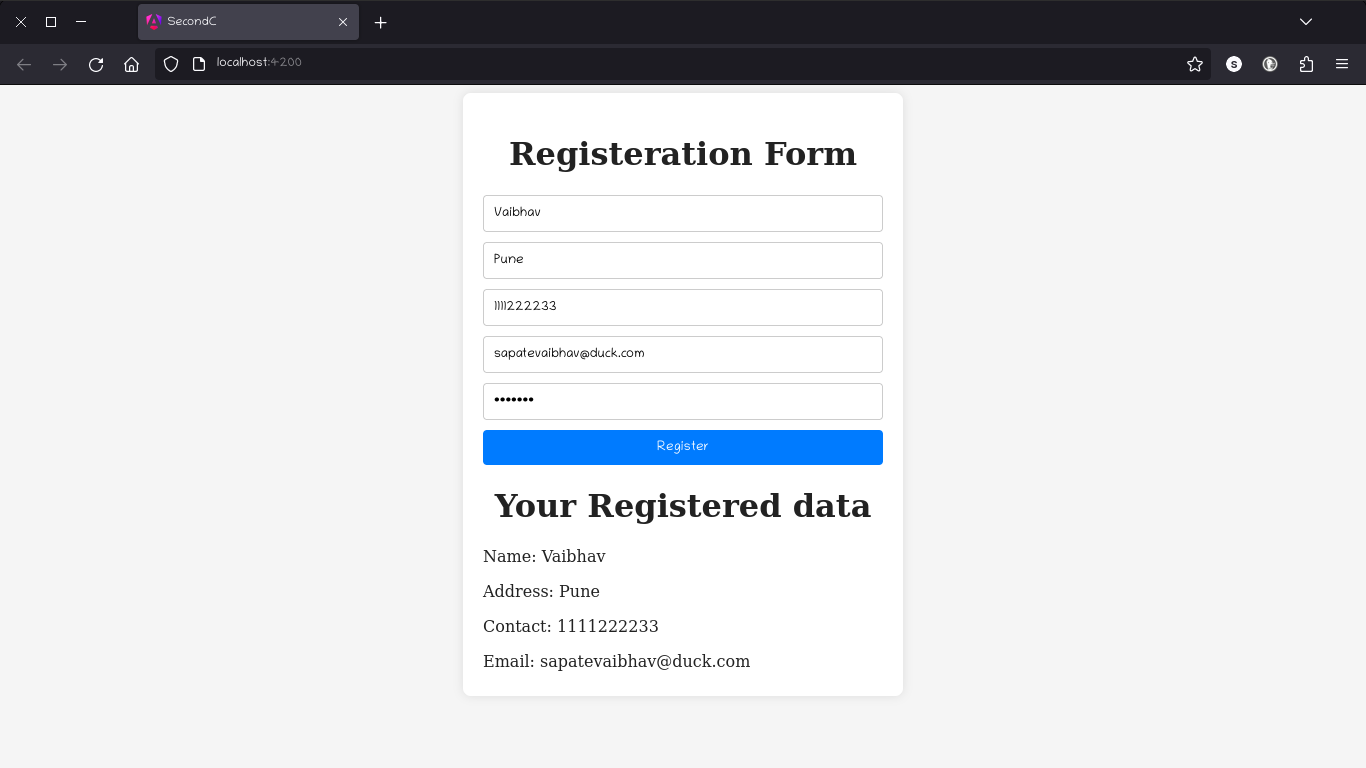 SecondC
localhost:4200
S
Registeration Form
Vaibhav
Pune
1111222233
sapatevaibhav@duck.com
•••••••
Register
Your Registered data
Name: Vaibhav
Address: Pune
Contact: 1111222233
Email: sapatevaibhav@duck.com